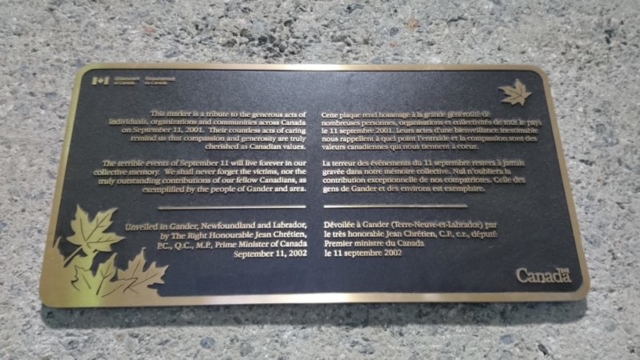 Government of Canada
Gouvernement du Canada
This marker is a tribute to the generous acts of
individuals, organizations and communities across Canada
on September 11, 2001. Their countless acts of caring
remind us that compassion and generosity are truly
cherished as Canadian values.
The terrible events of September 11 will live forever in our
collective memory. We shall never forget the victims, nor the
truly outstanding contributions of our fellow Canadians, as
exemplified by the people of Gander and area.
Unveiled in Gander, Newfoundland and Labrador,
by The Right Honourable Jean Chrétien,
P.C., Q.C., M.P., Prime Minister of Canada
September 11, 2002
Cette plaque rend hommage à la grande générosité de
nombreuses personnes, organisations et collectivités de tout le pays
le 11 septembre 2001. Leurs actes d'une bienveillance inestimable
nous rappellent à quel point l'entraide et la compassion sont des
valeurs canadiennes qui nous tiennent à coeur.
La terreur des événements du 11 septembre restera à jamais
gravée dans notre mémoire collective. Nul n'oubliera la
contribution exceptionnelle de nos compatriotes. Celle des
gens de Gander et des environs est exemplaire.
Dévoilée à Gander (Terre-Neuve-et-Labrador) par
le très honorable Jean Chrétien, C.P., c.r., député
Premier ministre du Canada
le 11 septembre 2002
Canada